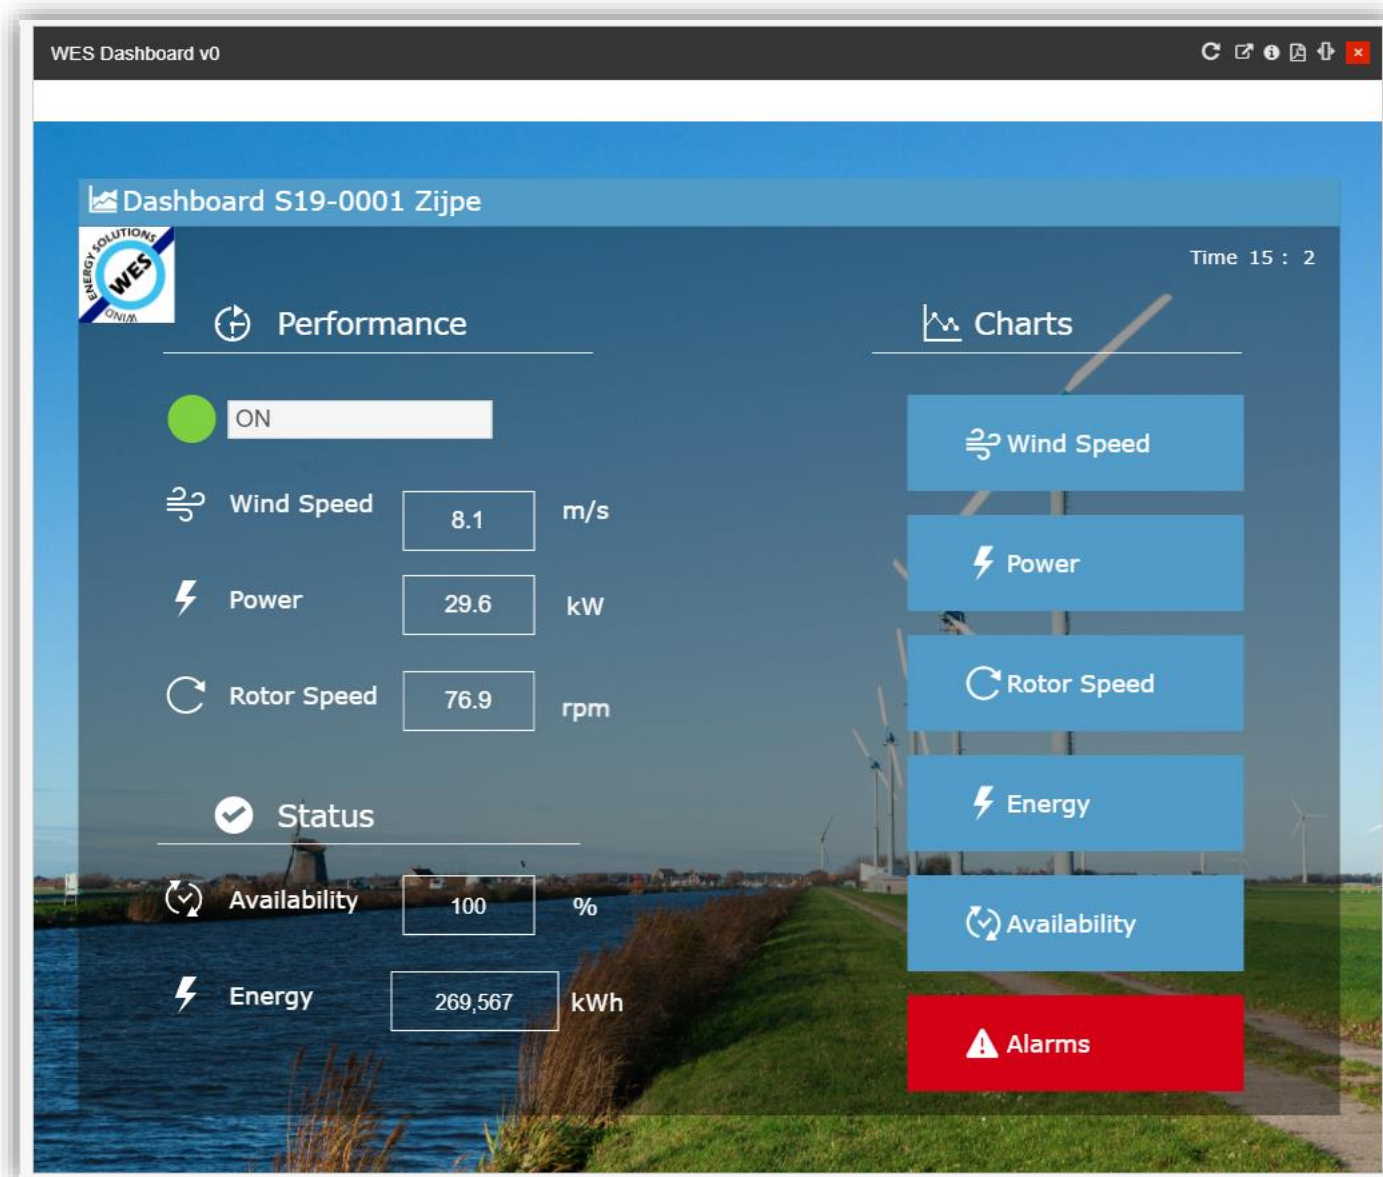 WES Dashboard v0
Dashboard S19-0001 Zijpe
WIND ENERGY SOLUTIONS
WES
Time 15 : 2
Performance
ON
Wind Speed 8.1 m/s
Power 29.6 kW
Rotor Speed 76.9 rpm
Status
Availability 100 %
Energy 269,567 kWh
Charts
Wind Speed
Power
Rotor Speed
Energy
Availability
Alarms